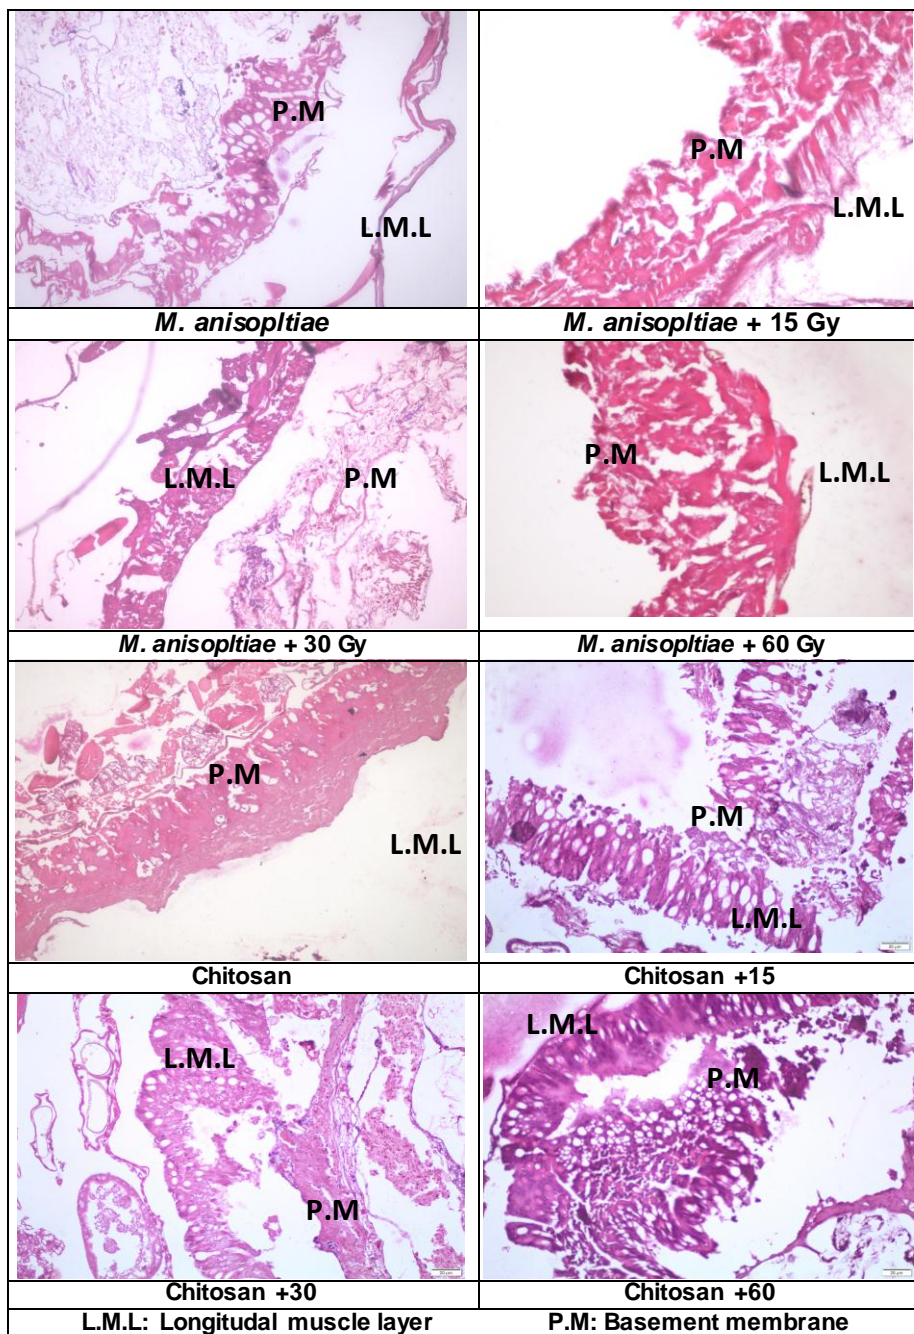 P.M
L.M.L
P.M
L.M.L
M. anisopltiae
M. anisopltiae + 15 Gy
L.M.L
P.M
P.M
L.M.L
M. anisopltiae + 30 Gy
M. anisopltiae + 60 Gy
P.M
L.M.L
P.M
L.M.L
Chitosan
Chitosan +15
L.M.L
P.M
L.M.L
P.M
Chitosan +30
Chitosan +60
L.M.L: Longitudal muscle layer
P.M: Basement membrane